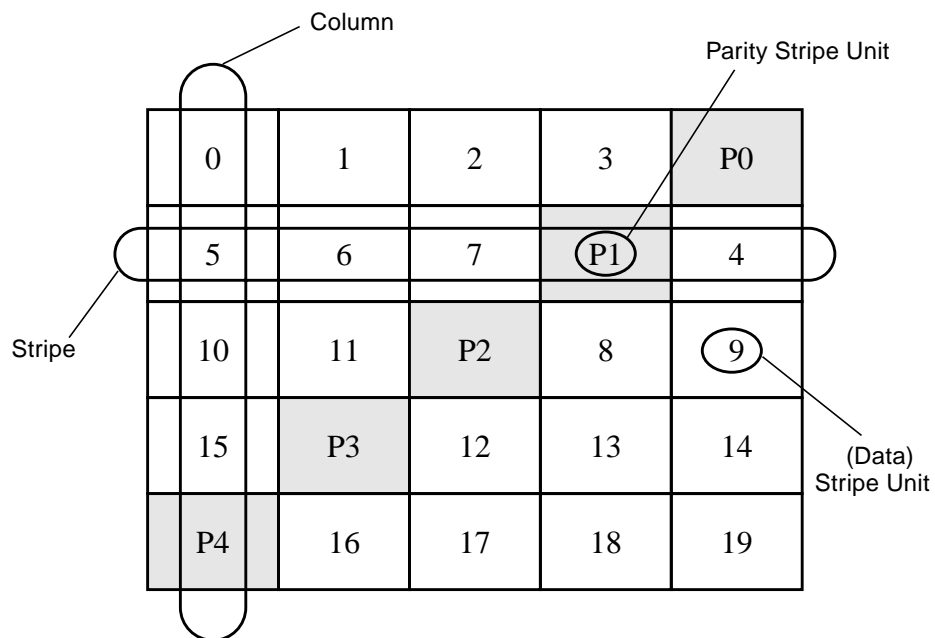 Column
Parity Stripe Unit
0 1 2 3 P0
5 6 7 P1 4
Stripe
10 11 P2 8 9
15 P3 12 13 14
(Data)
Stripe Unit
P4 16 17 18 19